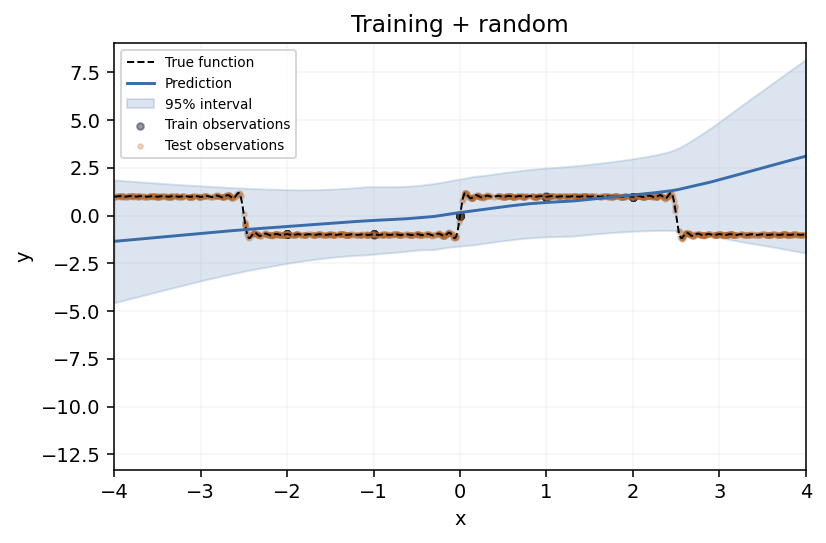 Training + random
True function
Prediction
95% interval
Train observations
Test observations
7.5
5.0
2.5
0.0
−2.5
−5.0
−7.5
−10.0
−12.5
y
−4 −3 −2 −1 0 1 2 3 4
x